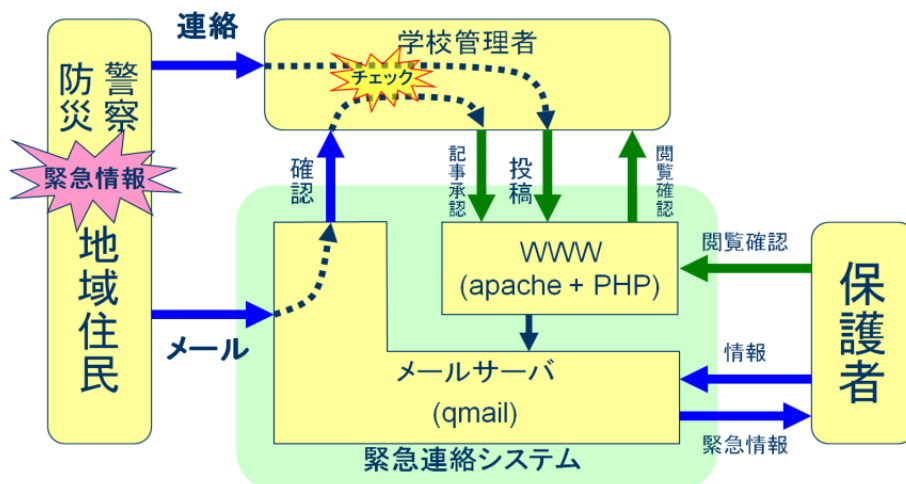 連絡
学校管理者
チェック
防災
警察
緊急情報
地域住民
メール
確認
記事承認
投稿
閲覧確認
WWW
(apache + PHP)
閲覧確認
保護者
情報
メールサーバ
(qmail)
緊急情報
緊急連絡システム